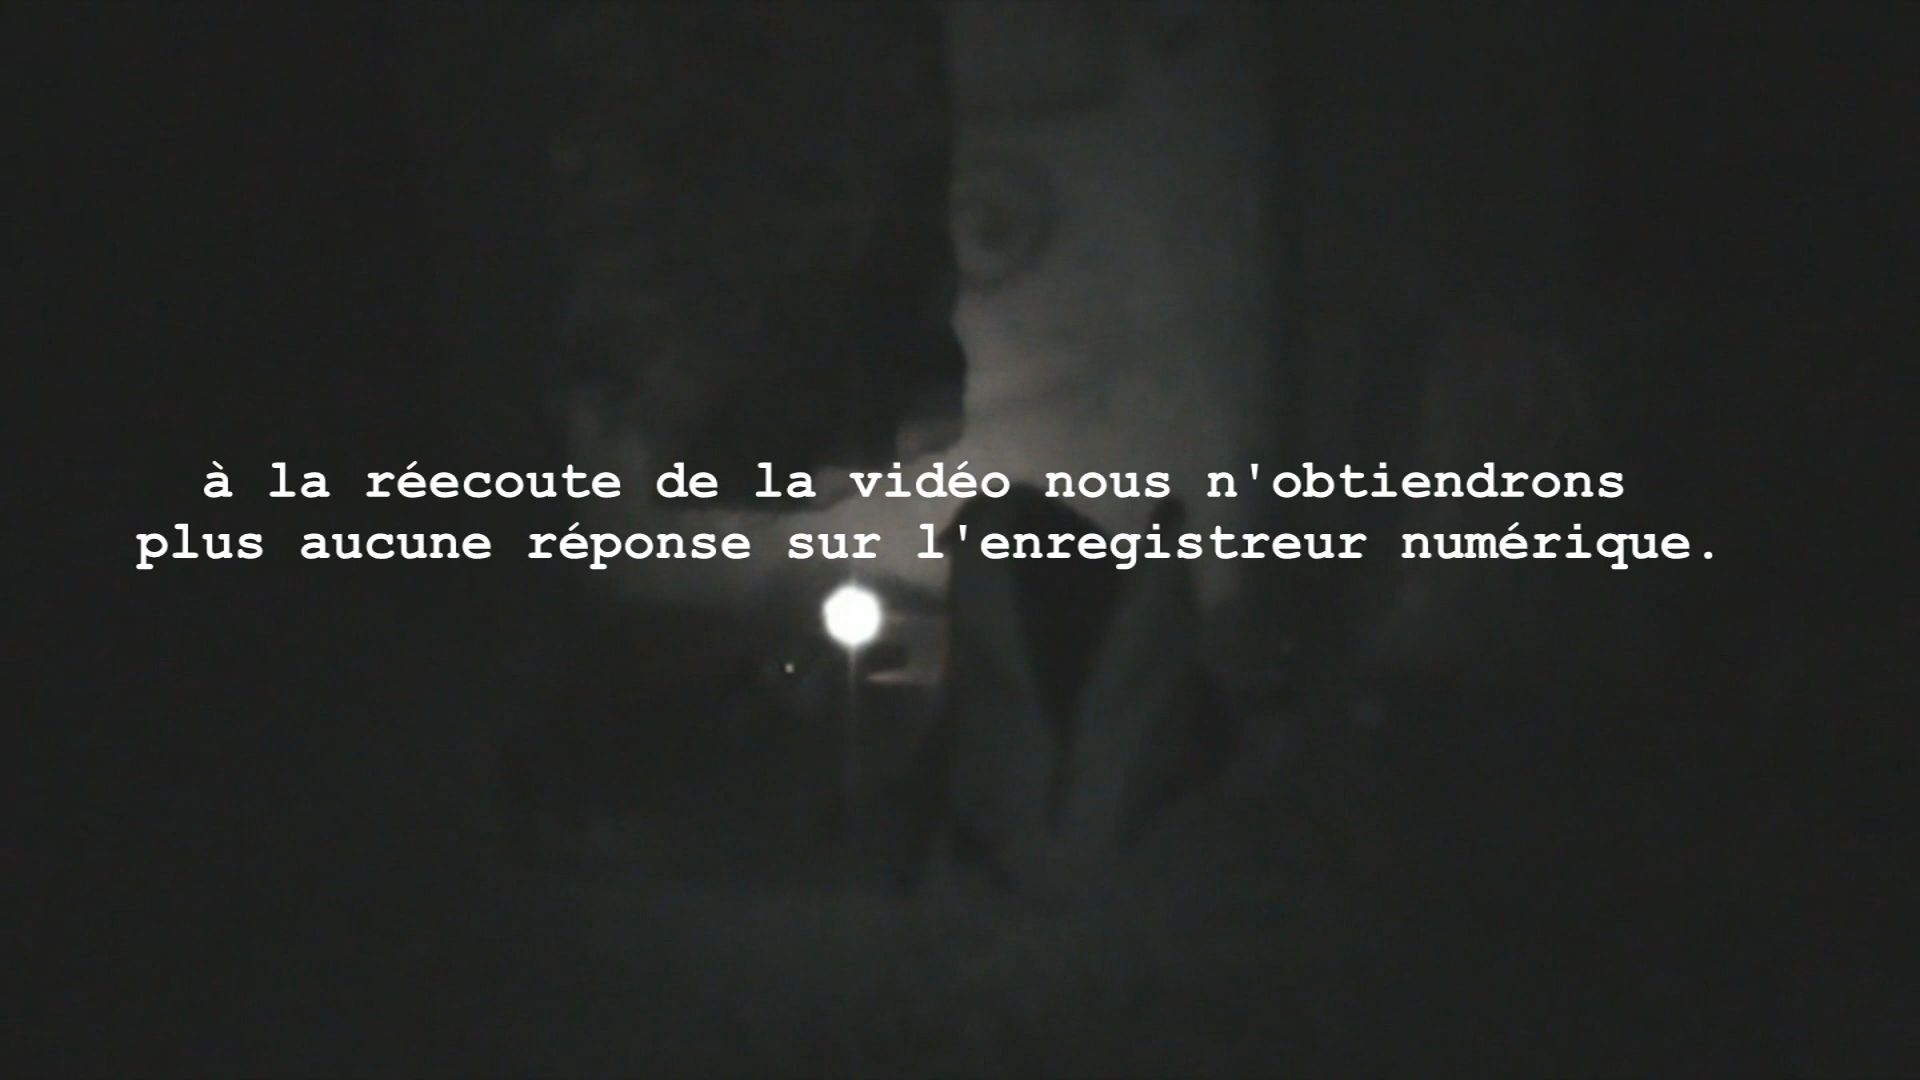 à la réecoute de la vidéo nous n'obtiendrons
plus aucune réponse sur l'enregistreur numérique.